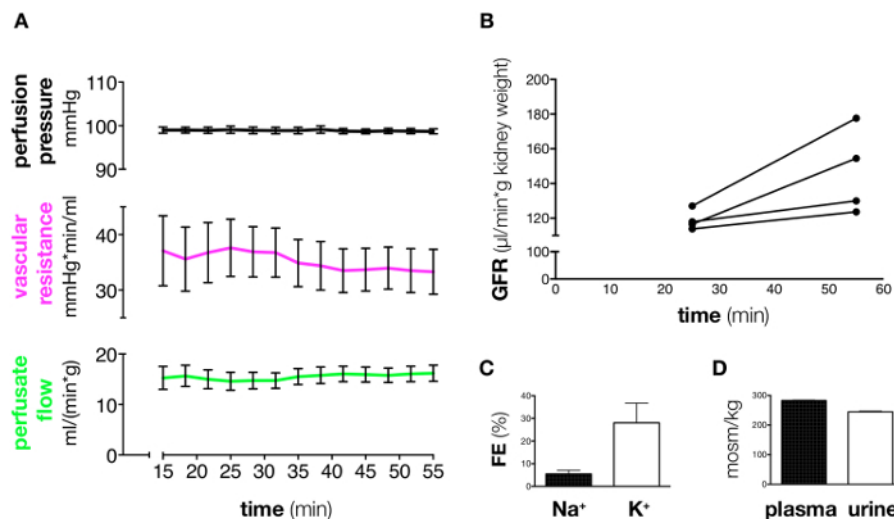 A
perfusion
pressure
mmHg
110
100
90
vascular
resistance
mmHg*min/ml
40
30
perfusate
flow
ml/(min*g)
20
10
0
15 20 25 30 35 40 45 50 55
time (min)
B
GFR (µl/min*g kidney weight)
200
180
160
140
120
100
0
0 10 20 30 40 50 60
time (min)
C
FE (%)
40
30
20
10
0
Na⁺ K⁺
D
mosm/kg
300
200
100
0
plasma urine